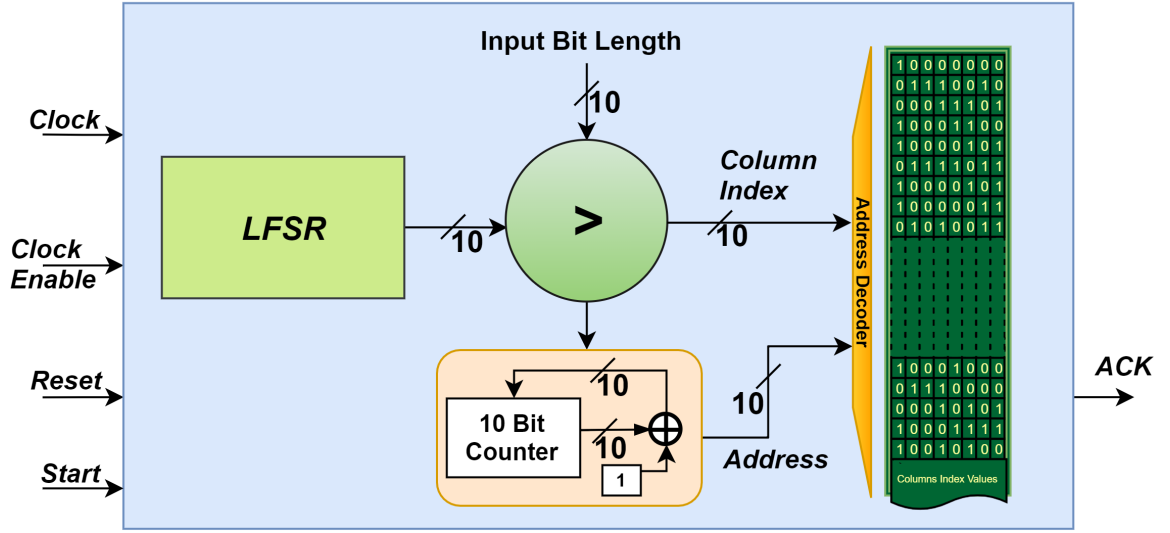 Input Bit Length
10
Clock
LFSR
10
>
Column
Index
10
Clock
Enable
Address Decoder
1 0 0 0 0 0 0 0
0 1 1 1 0 0 1 0
0 0 0 1 1 1 0 1
1 0 0 0 1 1 0 0
1 0 0 0 0 1 0 1
0 1 1 1 0 1 1 1
1 0 0 0 0 1 0 1
1 0 0 0 0 0 1 1
0 1 0 1 0 0 1 1
1 0 0 0 1 0 0 0
0 0 1 1 1 0 0 0
0 0 0 1 0 1 0 1
1 0 0 0 1 1 1 1
1 0 0 1 0 1 0 0
Columns Index Values
Reset
10
10 Bit
Counter
10
1
10
Address
ACK
Start